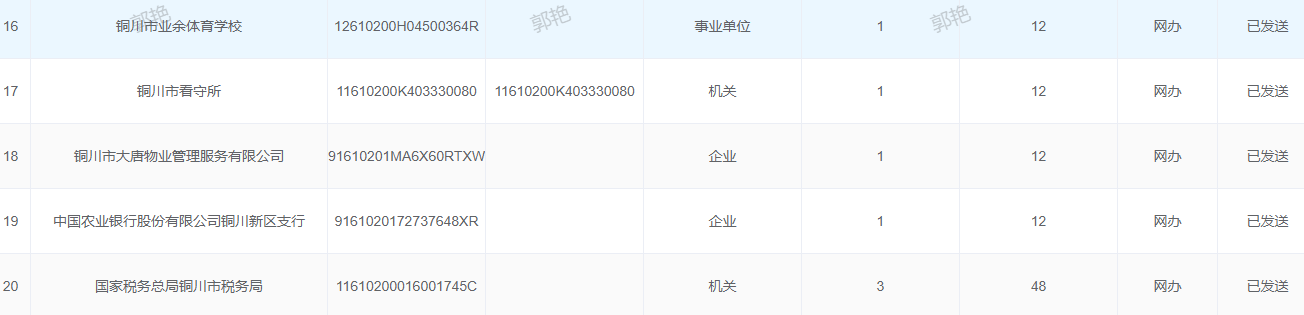 16 铜川市业余体育学校 12610200H04500364R 事业单位 1 12 网办 已发送
郭艳 郭艳 郭艳
17 铜川市看守所 11610200K403330080 11610200K403330080 机关 1 12 网办 已发送
18 铜川市大唐物业管理服务有限公司 91610201MA6X60RTXW 企业 1 12 网办 已发送
19 中国农业银行股份有限公司铜川新区支行 9161020172737648XR 企业 1 12 网办 已发送
20 国家税务总局铜川市税务局 11610200016001745C 机关 3 48 网办 已发送